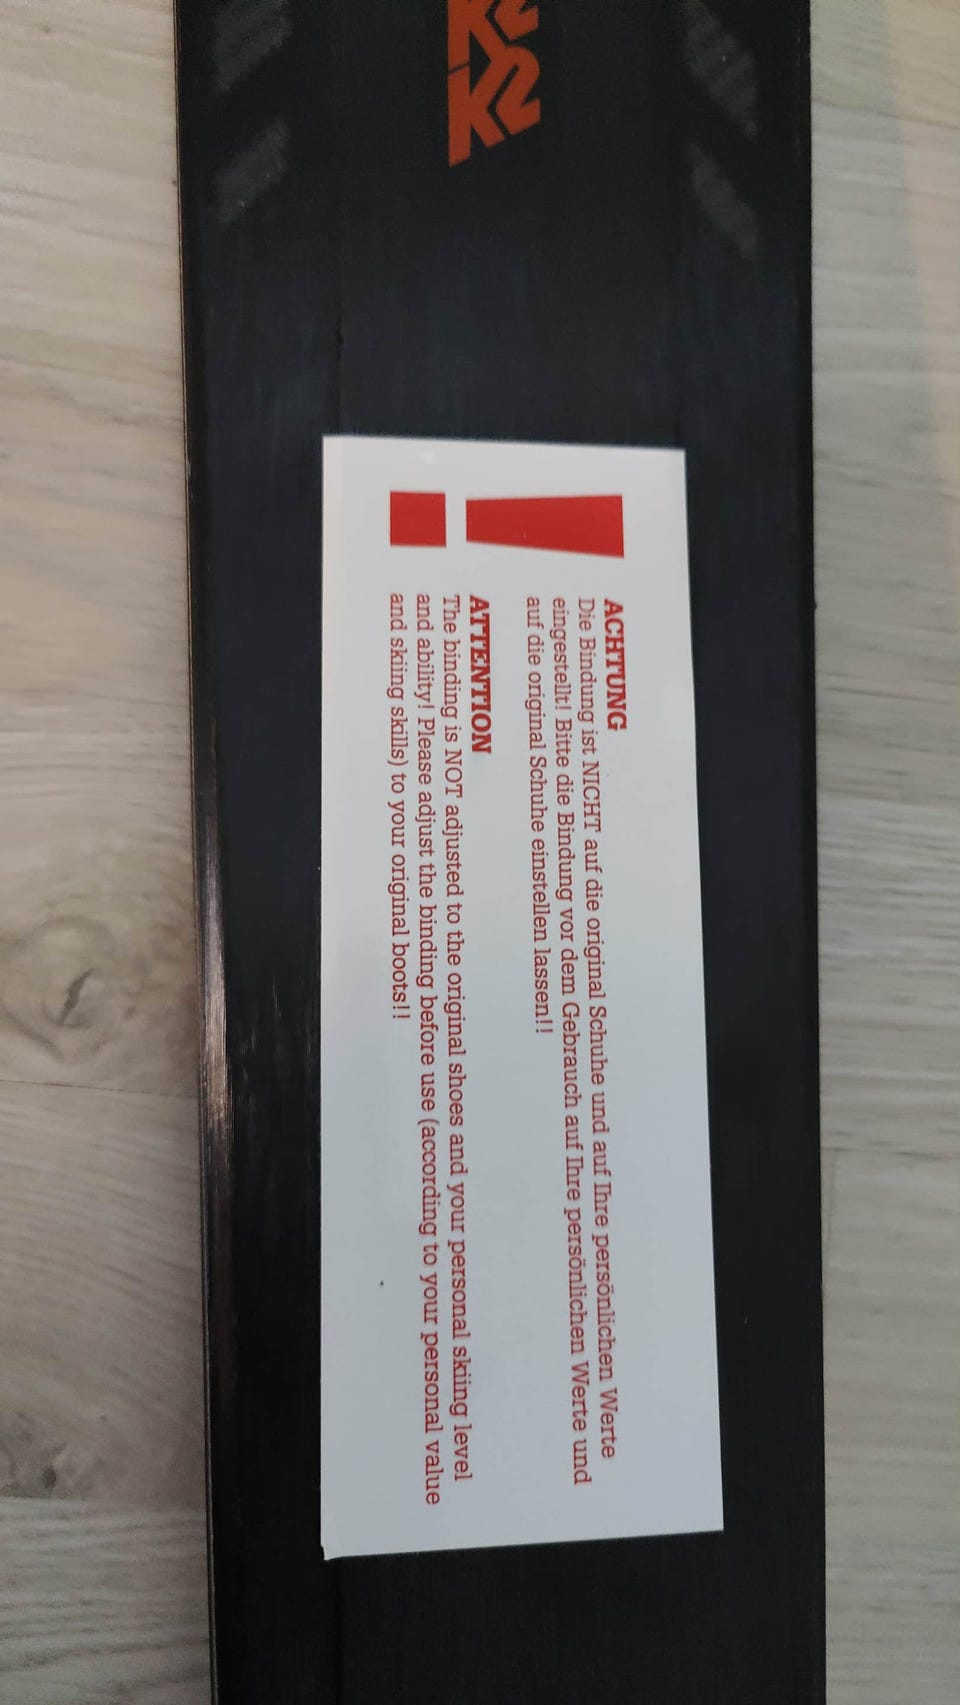 K2
K2
ACHTUNG
Die Bindung ist NICHT auf die original Schuhe und auf Ihre persönlichen Werte
eingestellt! Bitte die Bindung vor dem Gebrauch auf Ihre persönlichen Werte und
auf die original Schuhe einstellen lassen!!
ATTENTION
The binding is NOT adjusted to the original shoes and your personal skiing level
and ability! Please adjust the binding before use (according to your personal value
and skiing skills) to your original boots!!